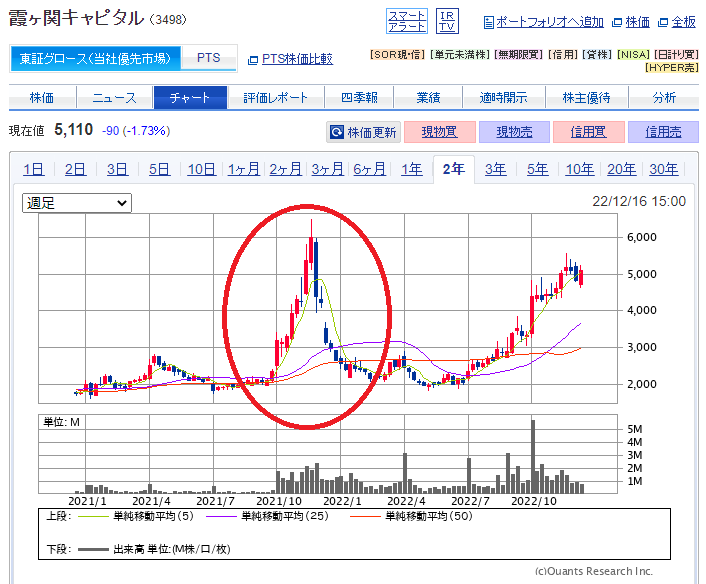 霞ヶ関キャピタル (3498)
スマート
アラート
IR
TV
ポートフォリオへ追加 株価 全板
東証グロース(当社優先市場) PTS PTS株価比較
[SOR現・信] [単元未満株] [無期限買] [信用] [貸株] [NISA] [日計り買]
[HYPER売]
株価 ニュース チャート 評価レポート 四季報 業績 適時開示 株主優待 分析
現在値 5,110 -90 (-1.73%) 株価更新 現物買 現物売 信用買 信用売
1日 2日 3日 5日 10日 1ヶ月 2ヶ月 3ヶ月 6ヶ月 1年 2年 3年 5年 10年 20年 30年
週足 22/12/16 15:00
6,000
5,000
4,000
3,000
2,000
単位: M
5M
4M
3M
2M
1M
2021/1 2021/4 2021/7 2021/10 2022/1 2022/4 2022/7 2022/10
上段: 単純移動平均(5) 単純移動平均(25) 単純移動平均(50)
下段: 出来高 単位:(M株/口/枚)
(c)Quants Research Inc.